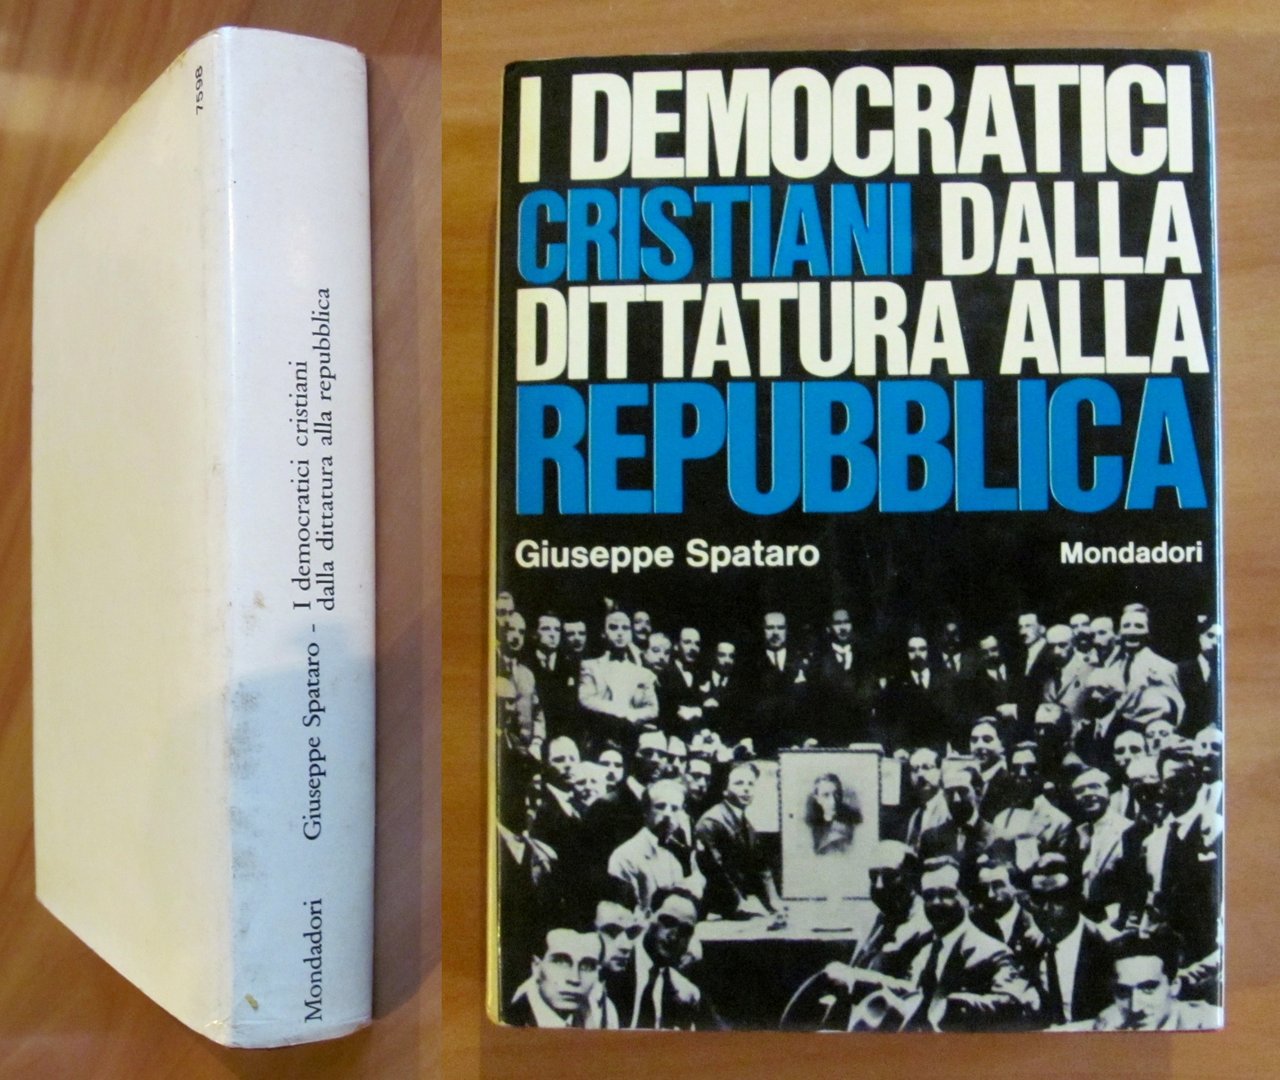 7598
Mondadori Giuseppe Spataro - I democratici cristiani
dalla dittatura alla repubblica
I DEMOCRATICI
CRISTIANI DALLA
DITTATURA ALLA
REPUBBLICA
Giuseppe Spataro Mondadori